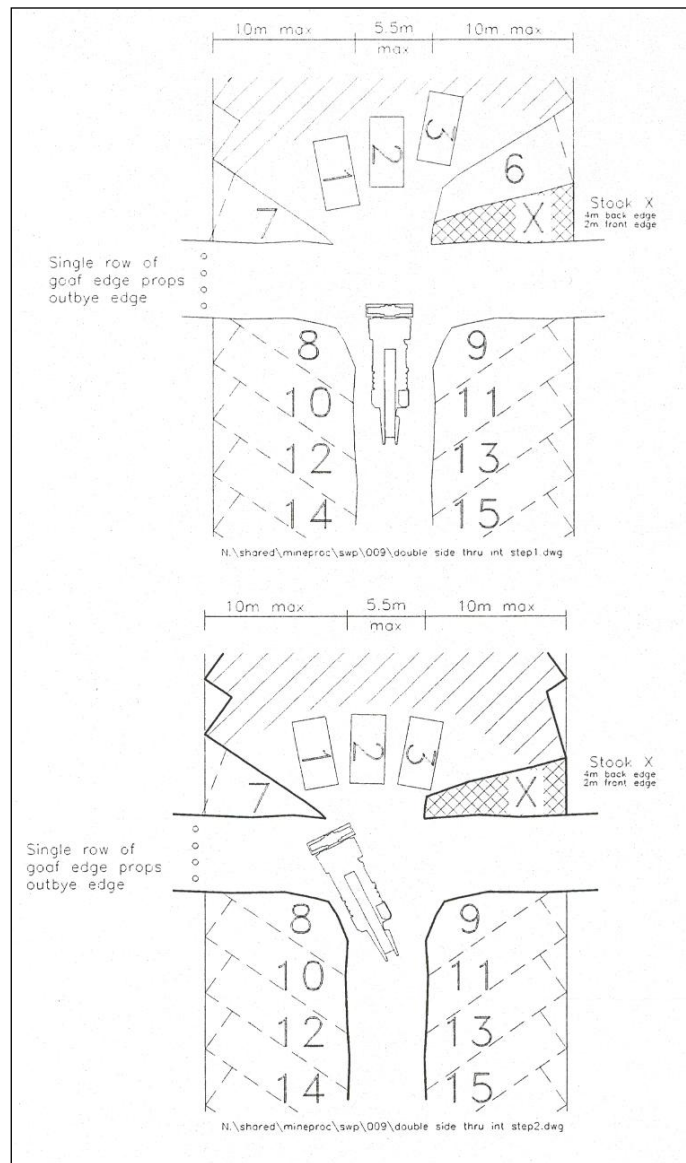 10m max 5.5m max 10m max
1
2
3
6
7
X
Stook X
4m back edge
2m front edge
Single row of
goaf edge props
outbye edge
8 9
10 11
12 13
14 15
N:\shared\mineproc\swp\009\double side thru int step1.dwg
10m max 5.5m max 10m max
1
2
3
7
X
Stook X
4m back edge
2m front edge
Single row of
goaf edge props
outbye edge
8 9
10 11
12 13
14 15
N:\shared\mineproc\swp\009\double side thru int step2.dwg